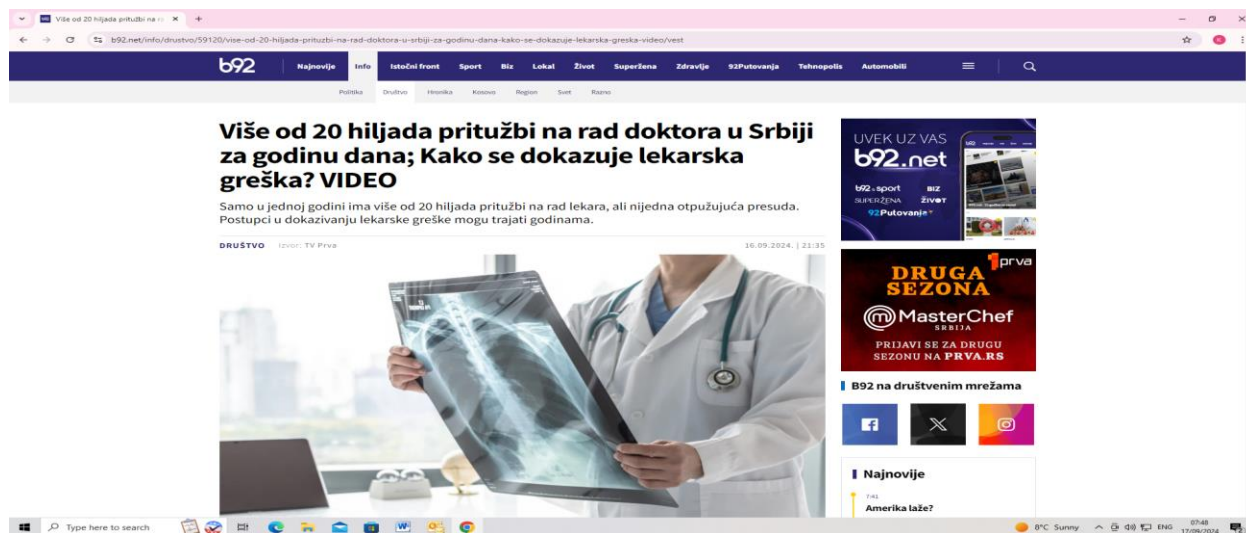 Više od 20 hiljada pritužbi na ra
b92.net/info/drustvo/59120/vise-od-20-hiljada-prituzbi-na-rad-doktora-u-srbiji-za-godinu-dana-kako-se-dokazuje-lekarska-greska-video/vest
b92 Najnovije Info Istočni front Sport Biz Lokal Život Superžena Zdravlje 92Putovanja Tehnopolis Automobili
Politika Društvo Hronika Kosovo Region Svet Razno
Više od 20 hiljada pritužbi na rad doktora u Srbiji
za godinu dana; Kako se dokazuje lekarska
greška? VIDEO
Samo u jednoj godini ima više od 20 hiljada pritužbi na rad lekara, ali nijedna otpužujuća presuda.
Postupci u dokazivanju lekarske greške mogu trajati godinama.
DRUŠTVO Izvor: TV Prva 16.09.2024. | 21:35
UVEK UZ VAS
b92.net
b92.sport BIZ
SUPERŽENA ŽIVOT
92Putovanja
prva
DRUGA
SEZONA
MasterChef
SRBIJA
PRIJAVI SE ZA DRUGU
SEZONU NA PRVA.RS
B92 na društvenim mrežama
Najnovije
7:41
Amerika laže?
Type here to search
8°C Sunny ENG 07:48
17/09/2024